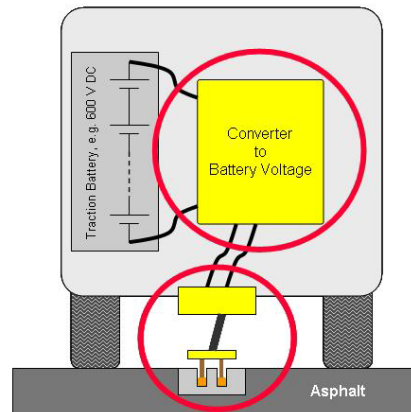 Traction Battery, e.g. 600 V DC
Converter
to
Battery Voltage
Asphalt